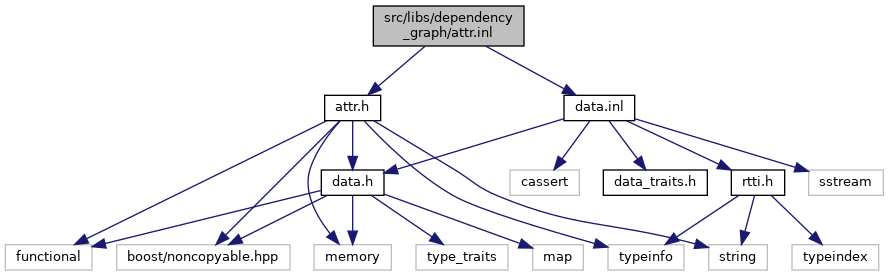 src/libs/dependency
_graph/attr.inl
attr.h
data.inl
data.h
cassert
data_traits.h
rtti.h
sstream
functional
boost/noncopyable.hpp
memory
type_traits
map
typeinfo
string
typeindex